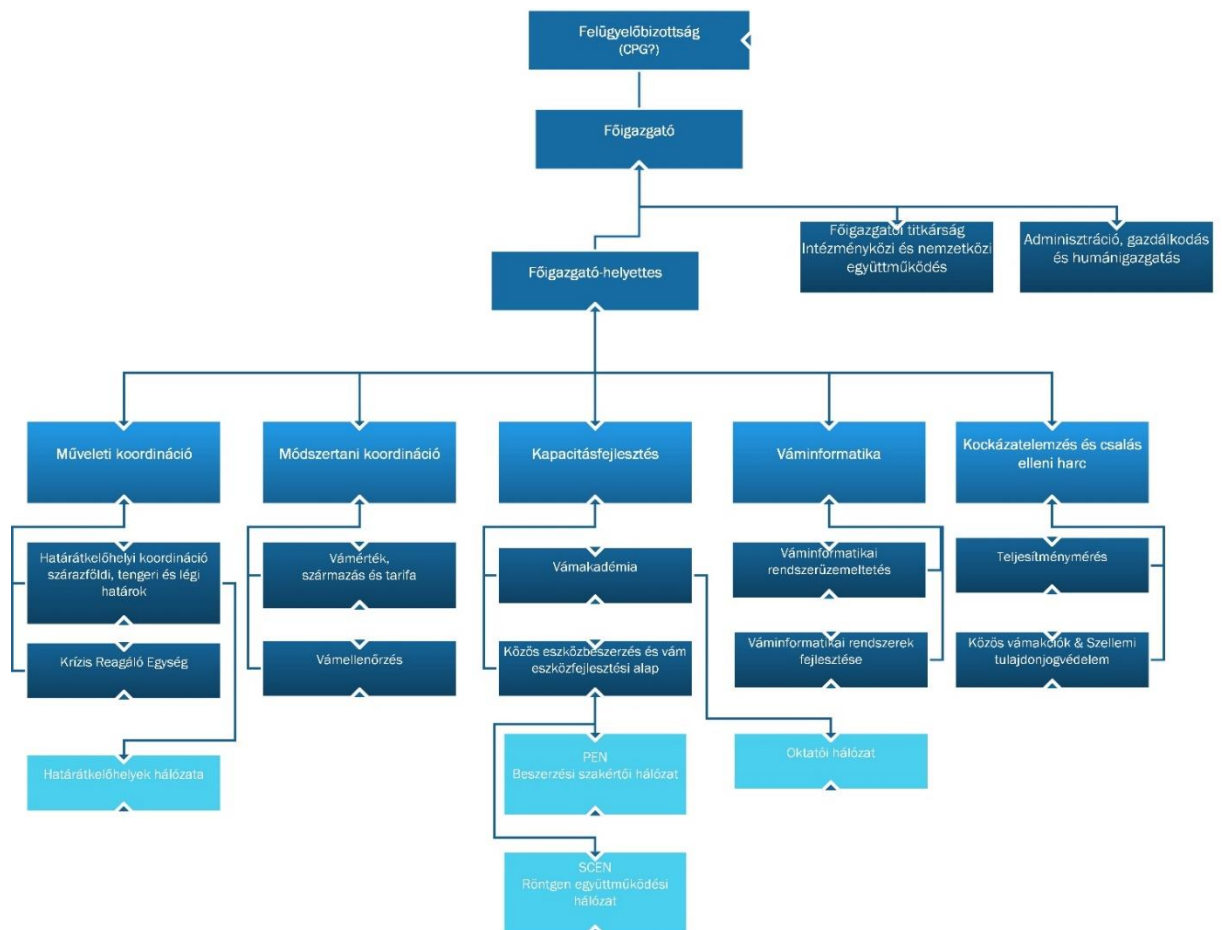 Felügyelőbizottság
(CPG?)
Főigazgató
Főigazgatói titkárság
Intézményközi és nemzetközi
együttműködés
Adminisztráció, gazdálkodás
és humánigazgatás
Főigazgató-helyettes
Műveleti koordináció
Módszertani koordináció
Kapacitásfejlesztés
Váminformatika
Kockázatelemzés és csalás
elleni harc
Határátkelőhelyi koordináció
szárazföldi, tengeri és légi
határok
Vámérték,
származás és tarifa
Vámakadémia
Váminformatikai
rendszerüzemeltetés
Teljesítménymérés
Krízis Reagáló Egység
Vámellenőrzés
Közös eszközbeszerzés és vám
eszközfejlesztési alap
Váminformatikai rendszerek
fejlesztése
Közös vámakciók & Szellemi
tulajdonjogvédelem
Határátkelőhelyek hálózata
PEN
Beszerzési szakértői hálózat
Oktatói hálózat
SCEN
Röntgen együttműködési
hálózat